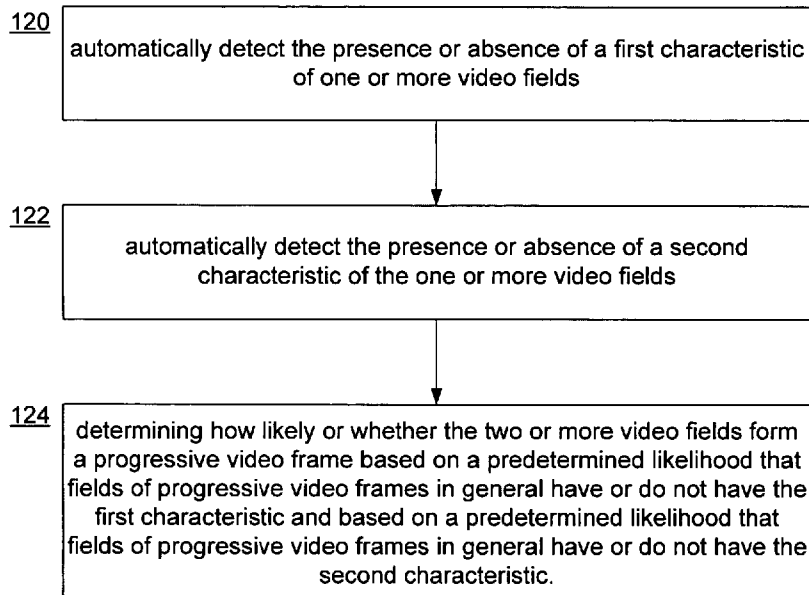 120
automatically detect the presence or absence of a first characteristic
of one or more video fields
122
automatically detect the presence or absence of a second
characteristic of the one or more video fields
124
determining how likely or whether the two or more video fields form
a progressive video frame based on a predetermined likelihood that
fields of progressive video frames in general have or do not have the
first characteristic and based on a predetermined likelihood that
fields of progressive video frames in general have or do not have the
second characteristic.